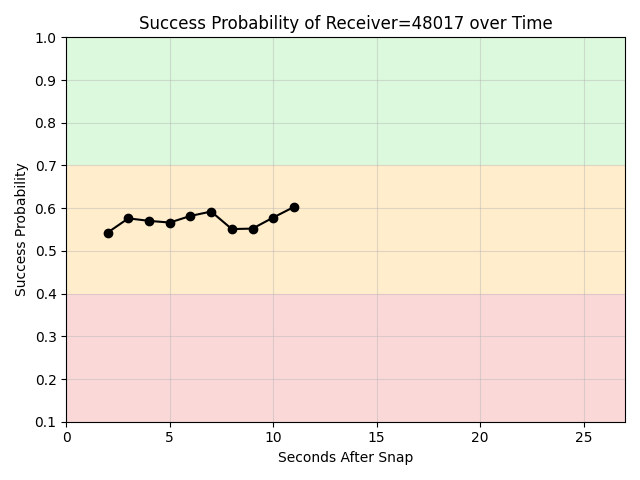 Success Probability of Receiver=48017 over Time
1.0
0.9
0.8
0.7
0.6
0.5
0.4
0.3
0.2
0.1
Success Probability
0 5 10 15 20 25
Seconds After Snap